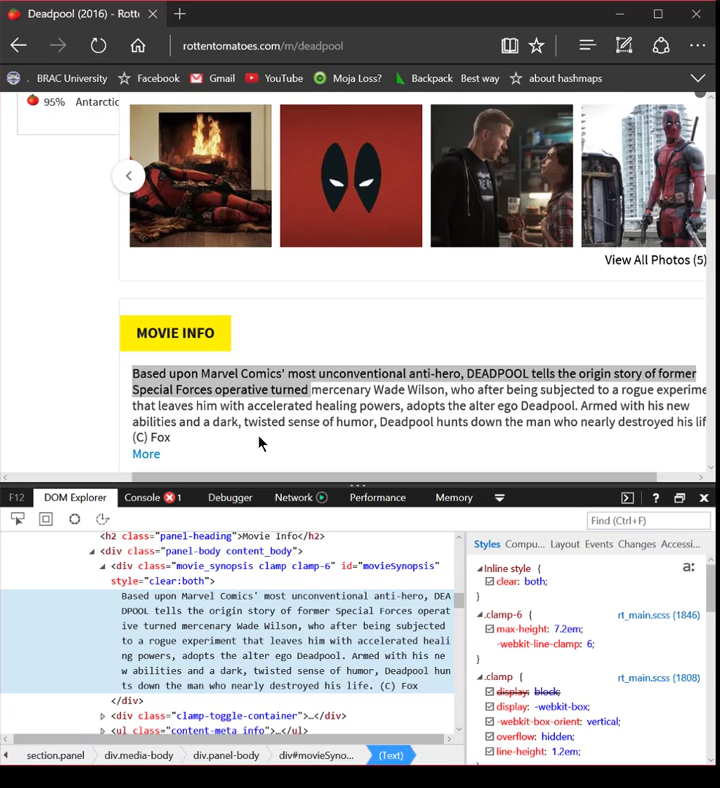 Deadpool (2016) - Rott
rottentomatoes.com/m/deadpool
BRAC University Facebook Gmail YouTube Moja Loss? Backpack Best way about hashmaps
95% Antarctic
View All Photos (5)
MOVIE INFO
Based upon Marvel Comics' most unconventional anti-hero, DEADPOOL tells the origin story of former
Special Forces operative turned mercenary Wade Wilson, who after being subjected to a rogue experime
that leaves him with accelerated healing powers, adopts the alter ego Deadpool. Armed with his new
abilities and a dark, twisted sense of humor, Deadpool hunts down the man who nearly destroyed his lif
(C) Fox
More
F12 DOM Explorer Console 1 Debugger Network Performance Memory ?
Find (Ctrl+F)
<h2 class="panel-heading">Movie Info</h2>
<div class="panel-body content_body">
<div class="movie_synopsis clamp clamp-6" id="movieSynopsis"
style="clear:both">
Based upon Marvel Comics' most unconventional anti-hero, DEA
DPOOL tells the origin story of former Special Forces operat
ive turned mercenary Wade Wilson, who after being subjected
to a rogue experiment that leaves him with accelerated heali
ng powers, adopts the alter ego Deadpool. Armed with his ne
w abilities and a dark, twisted sense of humor, Deadpool hun
ts down the man who nearly destroyed his life. (C) Fox
</div>
<div class="clamp-toggle-container">…</div>
<ul class="content-meta info">…</ul>
section.panel div.media-body div.panel-body div#movieSyno... (Text)
Styles Compu... Layout Events Changes Accessi...
Inline style { a:
clear: both;
}
.clamp-6 { rt_main.scss (1846)
max-height: 7.2em;
-webkit-line-clamp: 6;
}
.clamp { rt_main.scss (1808)
display: block;
display: -webkit-box;
-webkit-box-orient: vertical;
overflow: hidden;
line-height: 1.2em;